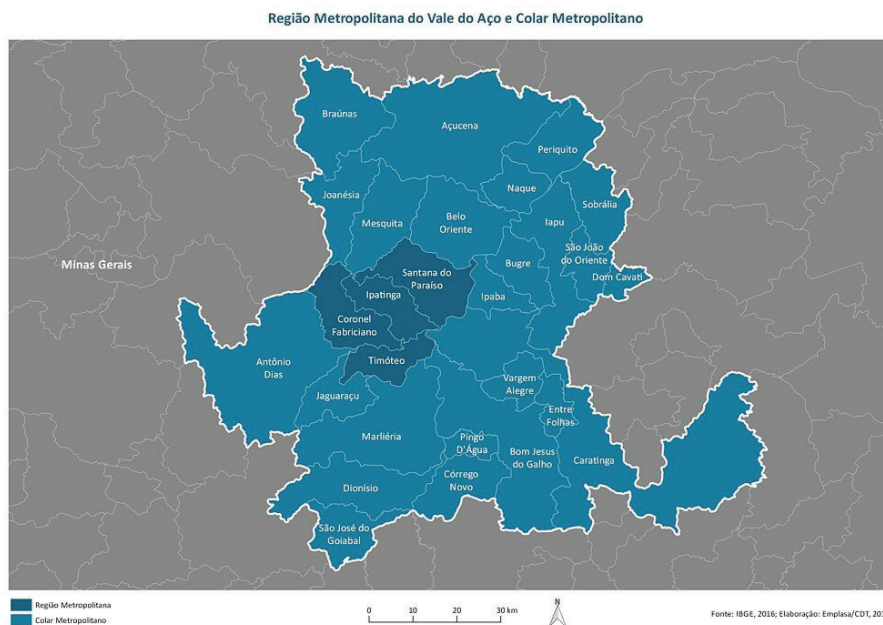 Região Metropolitana do Vale do Aço e Colar Metropolitano
Braúnas
Açucena
Periquito
Naque
Joanésia
Sobrália
Mesquita
Belo
Oriente
Iapu
São João
do Oriente
Minas Gerais
Bugre
Dom Cavati
Santana do
Paraíso
Ipatinga
Ipaba
Coronel
Fabriciano
Timóteo
Antônio
Dias
Vargem
Alegre
Jaguaraçu
Entre
Folhas
Marliéria
Pingo
D'Água
Bom Jesus
do Galho
Caratinga
Córrego
Novo
Dionísio
São José do
Goiabal
Região Metropolitana
Colar Metropolitano
0 10 20 30 km
N
Fonte: IBGE, 2016; Elaboração: Emplasa/CDT, 201